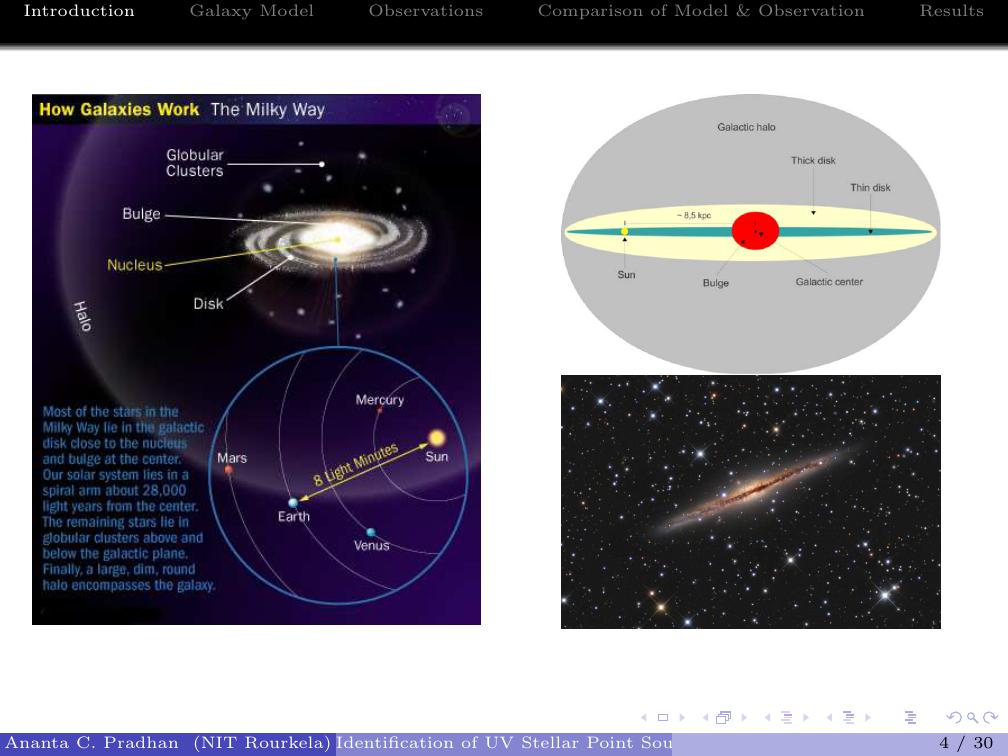 Introduction Galaxy Model Observations Comparison of Model & Observation Results
How Galaxies Work The Milky Way
Globular
Clusters
Bulge
Nucleus
Disk
Halo
Mercury
Mars
8 Light Minutes
Sun
Earth
Venus
Most of the stars in the
Milky Way lie in the galactic
disk close to the nucleus
and bulge at the center.
Our solar system lies in a
spiral arm about 28,000
light years from the center.
The remaining stars lie in
globular clusters above and
below the galactic plane.
Finally, a large, dim, round
halo encompasses the galaxy.
Galactic halo
Thick disk
Thin disk
~ 8,5 kpc
Sun
Bulge
Galactic center
Ananta C. Pradhan (NIT Rourkela) Identification of UV Stellar Point Sou 4 / 30